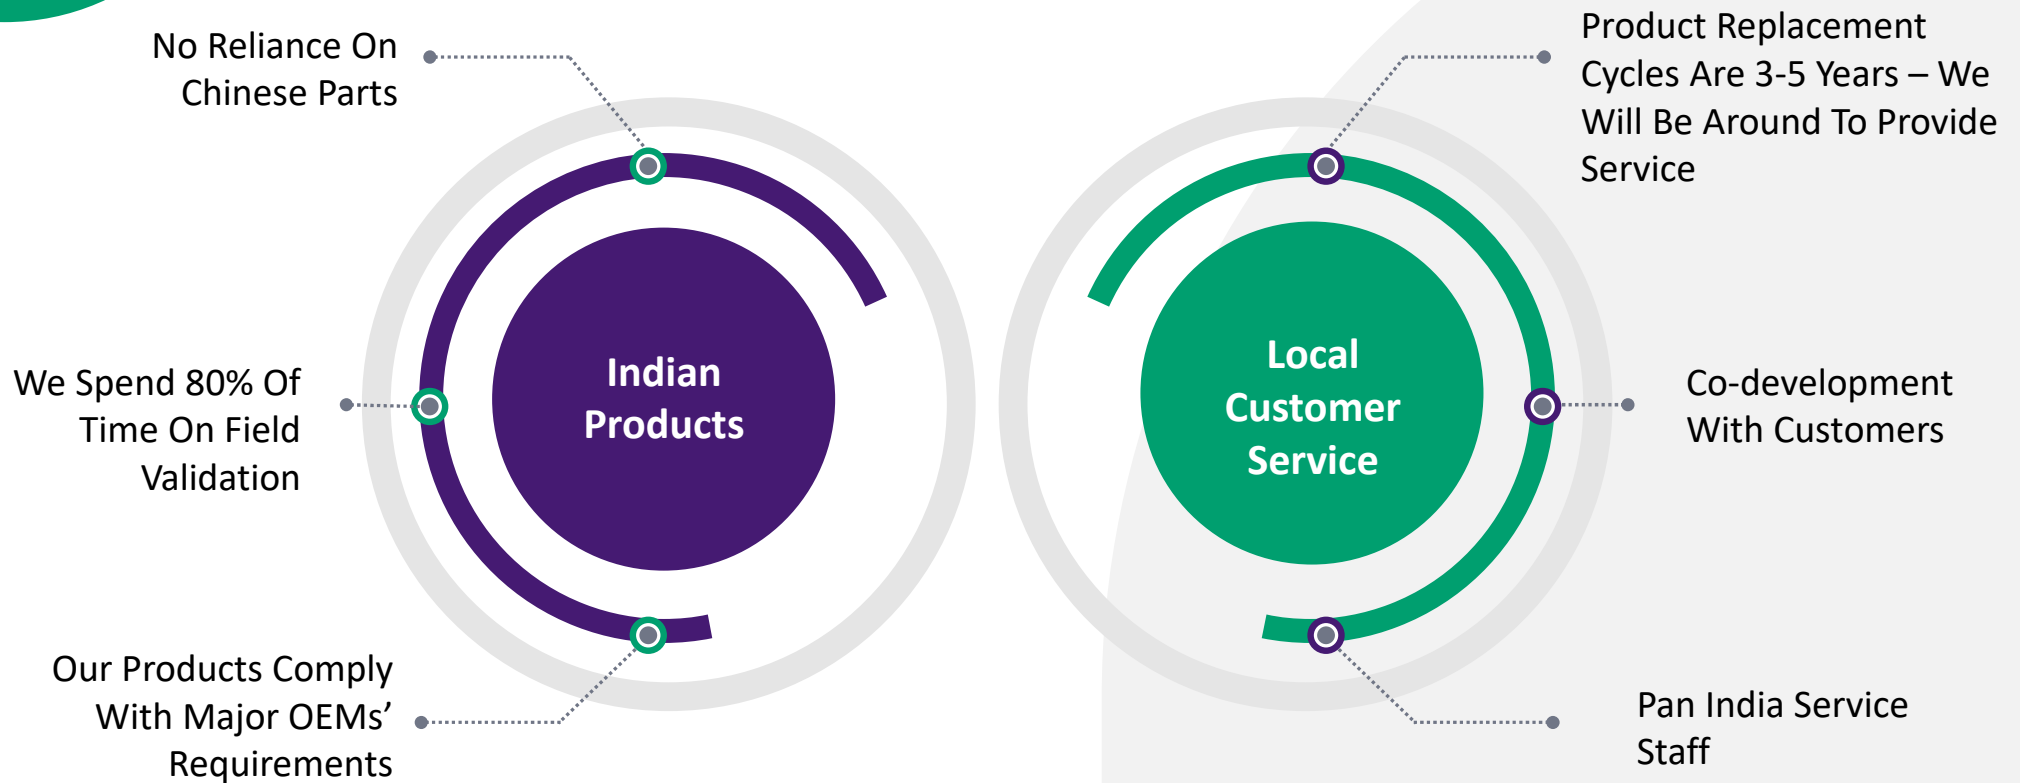 No Reliance On
Chinese Parts
We Spend 80% Of
Time On Field
Validation
Our Products Comply
With Major OEMs’
Requirements
Indian
Products
Local
Customer
Service
Product Replacement
Cycles Are 3-5 Years – We
Will Be Around To Provide
Service
Co-development
With Customers
Pan India Service
Staff